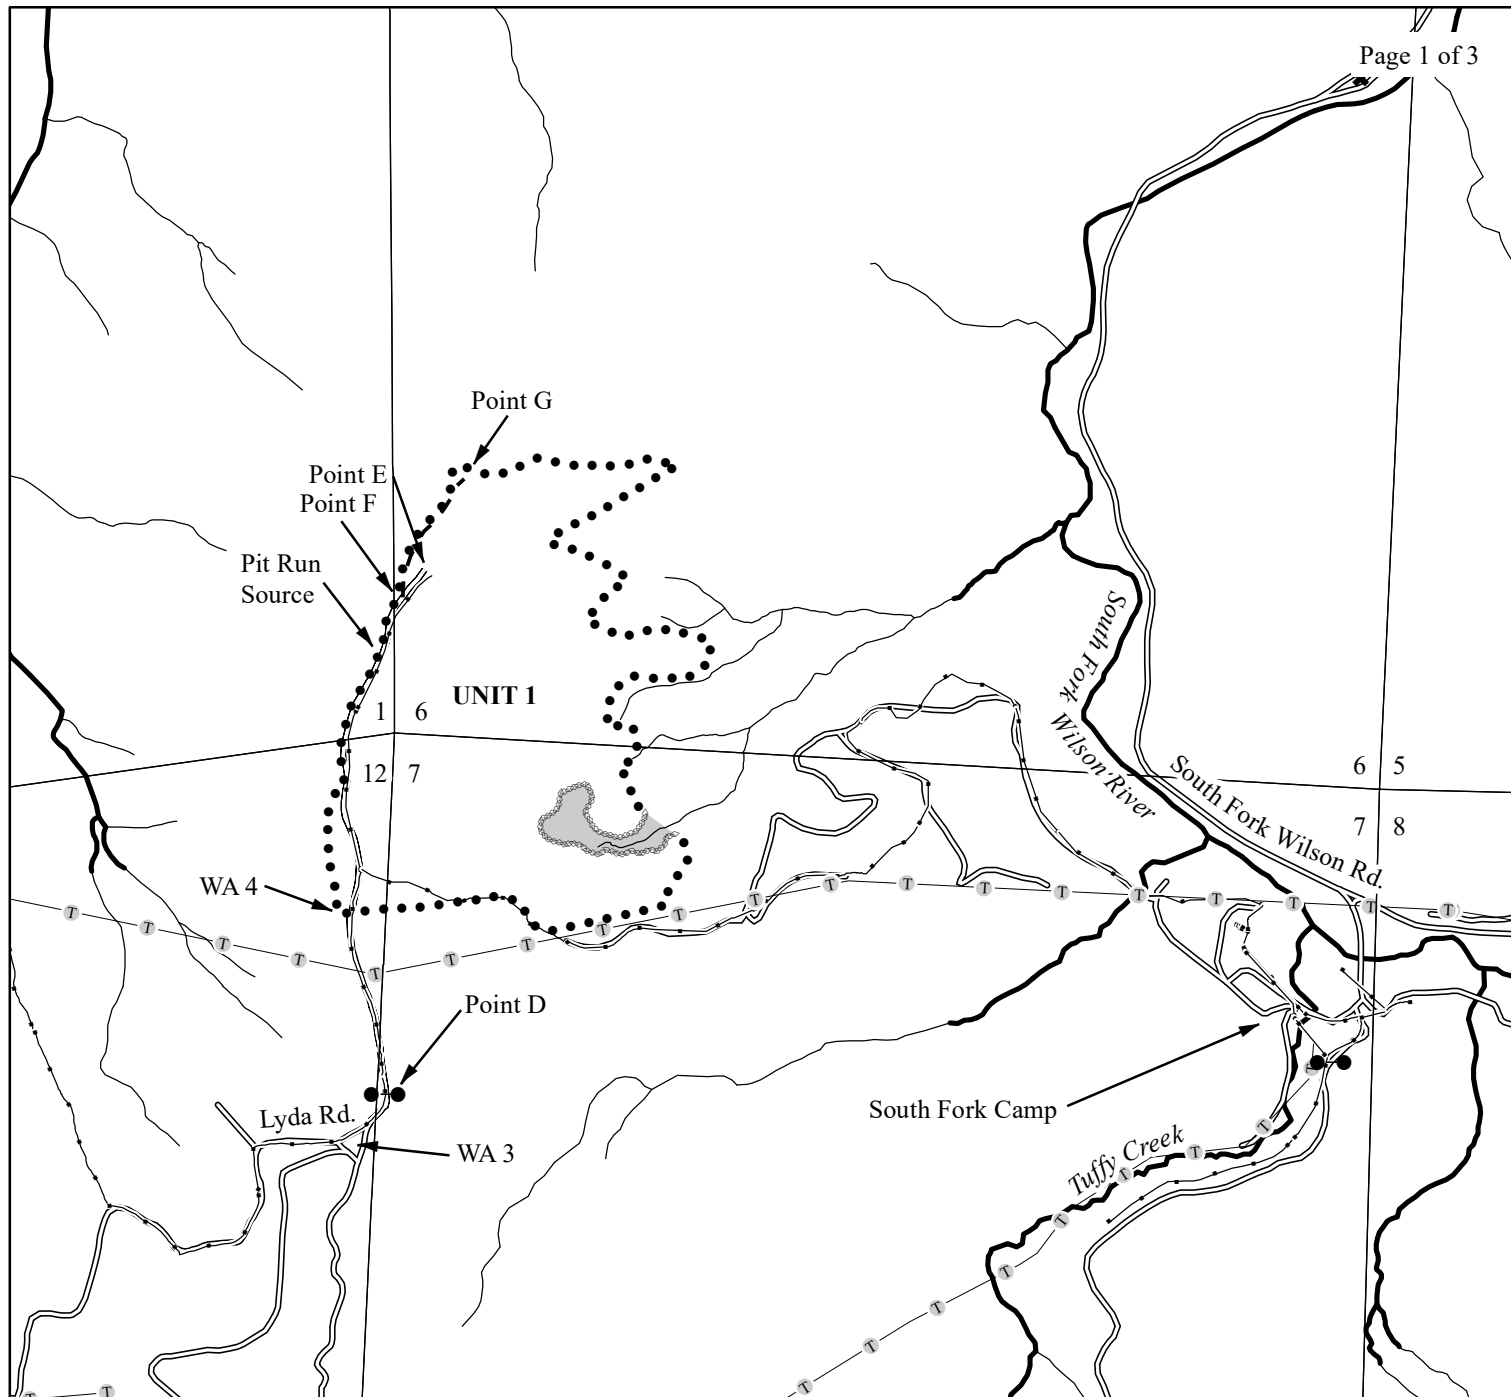 Page 1 of 3
Point G
Point E
Point F
Pit Run
Source
South Fork
Wilson River
UNIT 1
1 6
12 7
6 5
7 8
South Fork Wilson Rd.
WA 4
T T T T T T T T T T T T T T T T T T T
Point D
South Fork Camp
Lyda Rd.
WA 3
Tuffy Creek
T T T T T T T T T T T